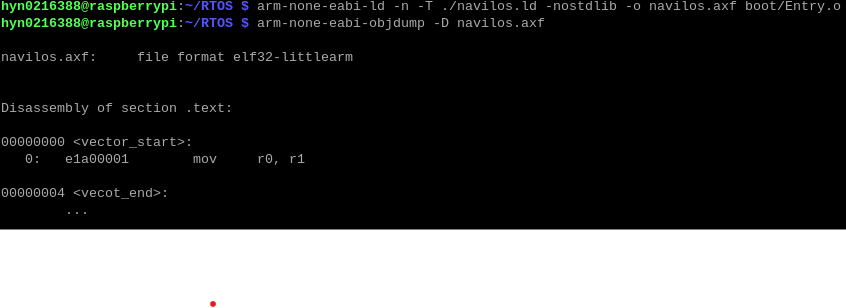 hyn0216388@raspberrypi:~/RTOS $ arm-none-eabi-ld -n -T ./navilos.ld -nostdlib -o navilos.axf boot/Entry.o
hyn0216388@raspberrypi:~/RTOS $ arm-none-eabi-objdump -D navilos.axf
navilos.axf:     file format elf32-littlearm
Disassembly of section .text:
00000000 <vector_start>:
   0:   e1a00001        mov     r0, r1
00000004 <vecot_end>:
        ...